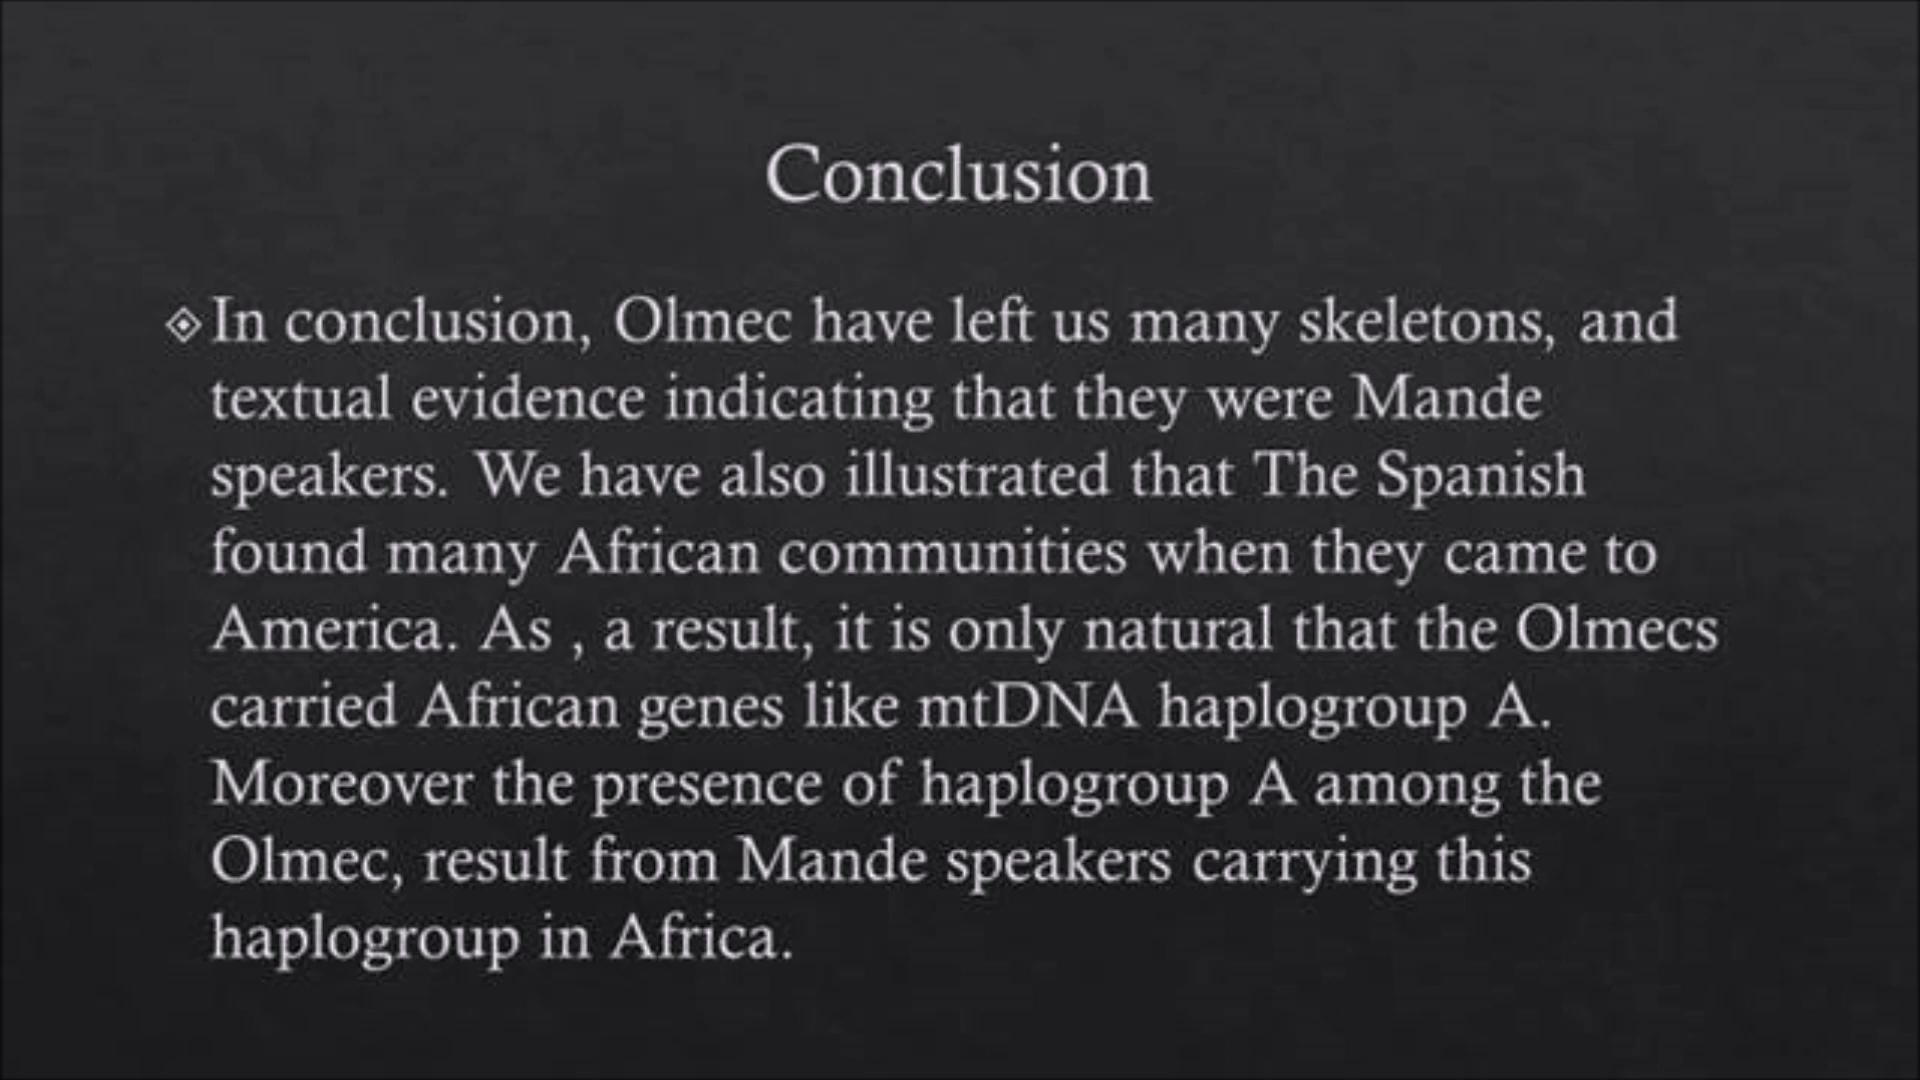 Conclusion
In conclusion, Olmec have left us many skeletons, and
textual evidence indicating that they were Mande
speakers. We have also illustrated that The Spanish
found many African communities when they came to
America. As , a result, it is only natural that the Olmecs
carried African genes like mtDNA haplogroup A.
Moreover the presence of haplogroup A among the
Olmec, result from Mande speakers carrying this
haplogroup in Africa.